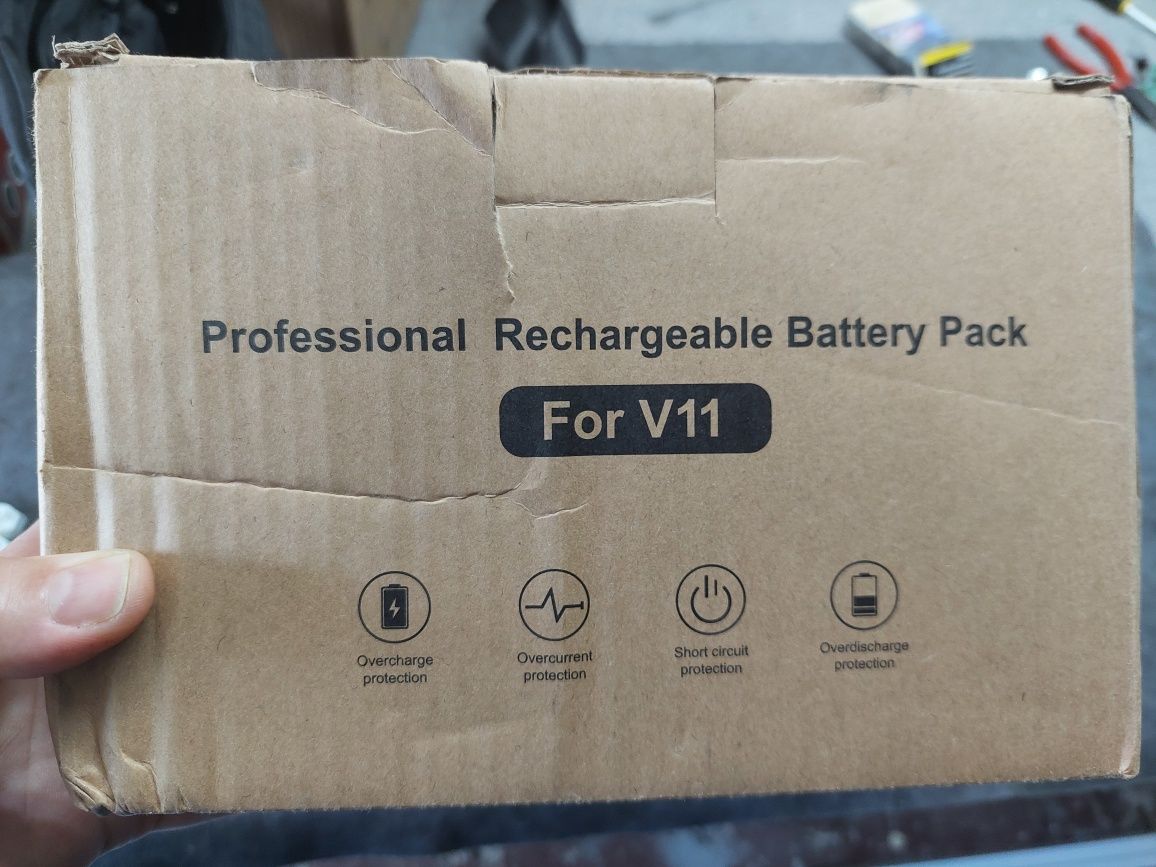 Professional Rechargeable Battery Pack
For V11
Overcharge
protection
Overcurrent
protection
Short circuit
protection
Overdischarge
protection